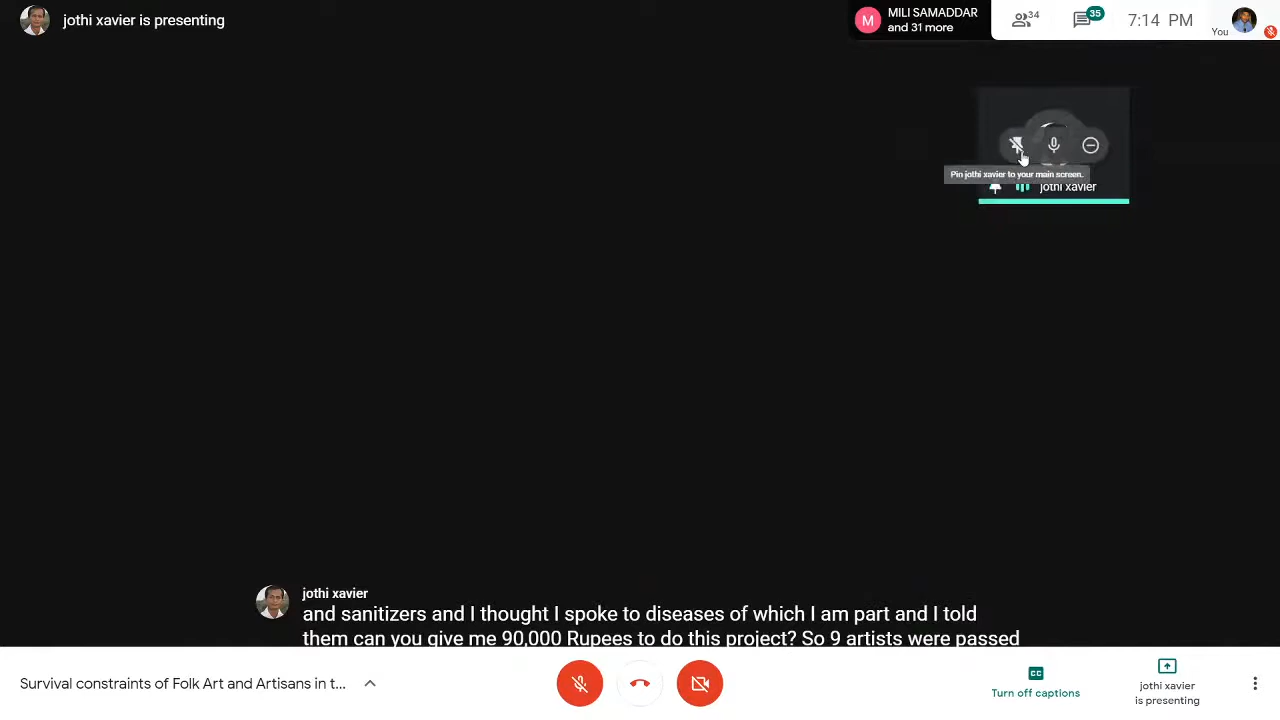 jothi xavier is presenting
MILI SAMADDAR
and 31 more
M
34
35
7:14 PM
You
Pin jothi xavier to your main screen.
jothi xavier
jothi xavier
and sanitizers and I thought I spoke to diseases of which I am part and I told
them can you give me 90,000 Rupees to do this project? So 9 artists were passed
Survival constraints of Folk Art and Artisans in t...
CC
Turn off captions
jothi xavier
is presenting